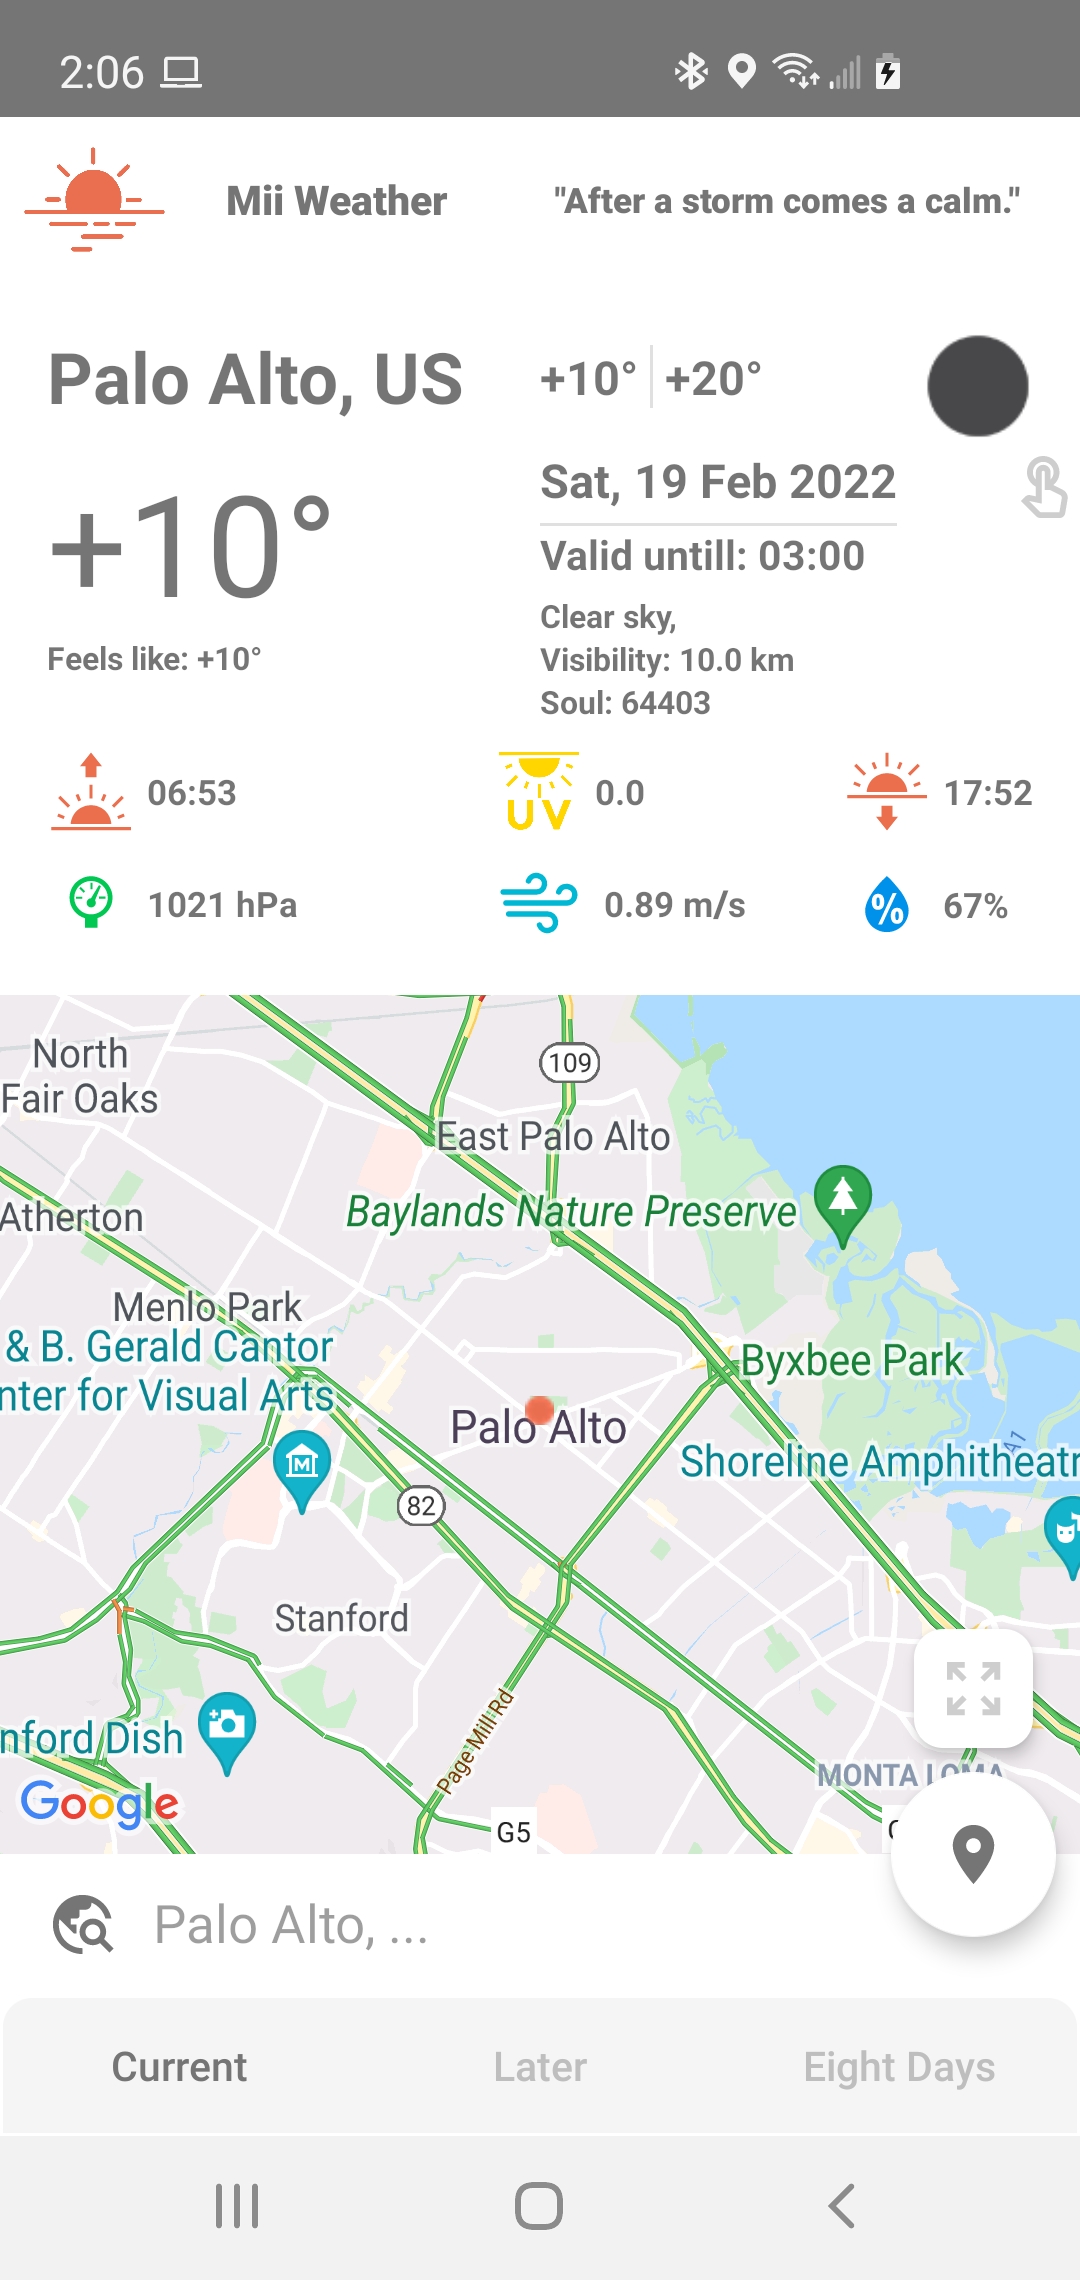 2:06
Mii Weather
"After a storm comes a calm."
Palo Alto, US
+10°
+20°
Sat, 19 Feb 2022
+10°
Valid untill: 03:00
Clear sky,
Visibility: 10.0 km
Feels like: +10°
Soul: 64403
06:53
UV
0.0
17:52
1021 hPa
0.89 m/s
%
67%
North
Fair Oaks
109
East Palo Alto
Atherton
Baylands Nature Preserve
Menlo Park
& B. Gerald Cantor
nter for Visual Arts
Byxbee Park
Palo Alto
A1
Shoreline Amphitheatr
M
82
Stanford
Page Mill Rd
nford Dish
MONTA LOMA
Google
G5
Palo Alto, ...
Current
Later
Eight Days